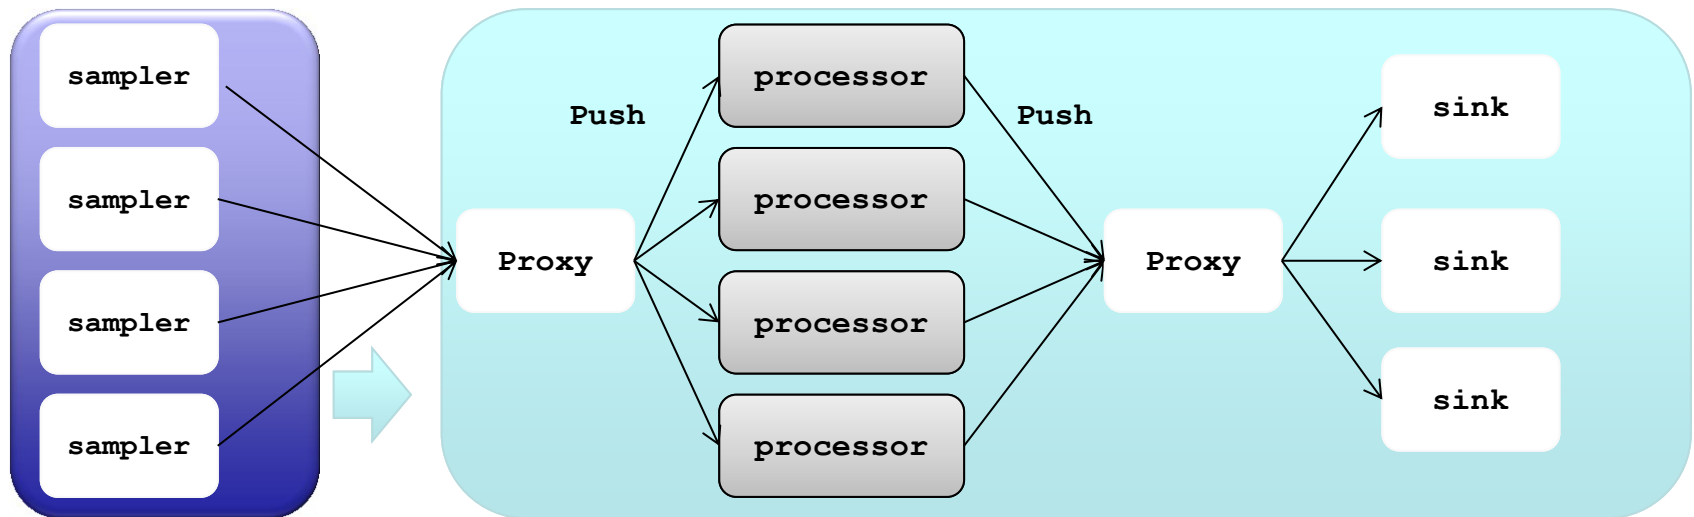 sampler
sampler
sampler
sampler
Proxy
Push
processor
processor
processor
processor
Push
Proxy
sink
sink
sink